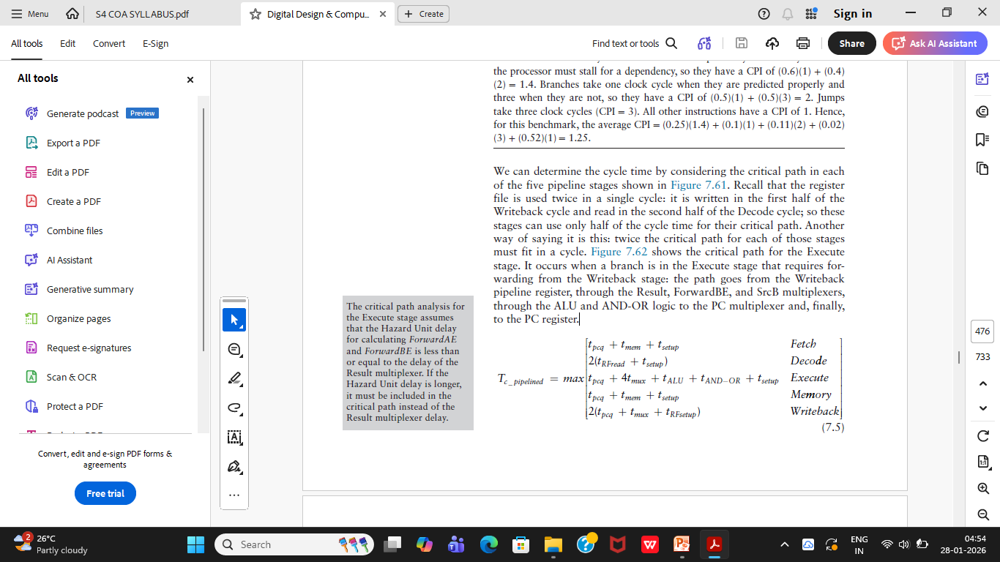 Menu
S4 COA SYLLABUS.pdf
Digital Design & Compu...
Create
Sign in
All tools
Edit
Convert
E-Sign
Find text or tools
Share
Ask AI Assistant
All tools
Generate podcast
Preview
Export a PDF
Edit a PDF
Create a PDF
Combine files
AI Assistant
Generative summary
Organize pages
Request e-signatures
Scan & OCR
Protect a PDF
Convert, edit and e-sign PDF forms &
agreements
Free trial
the processor must stall for a dependency, so they have a CPI of (0.6)(1) + (0.4)
(2) = 1.4. Branches take one clock cycle when they are predicted properly and
three when they are not, so they have a CPI of (0.5)(1) + (0.5)(3) = 2. Jumps
take three clock cycles (CPI = 3). All other instructions have a CPI of 1. Hence,
for this benchmark, the average CPI = (0.25)(1.4) + (0.1)(1) + (0.11)(2) + (0.02)
(3) + (0.52)(1) = 1.25.
We can determine the cycle time by considering the critical path in each
of the five pipeline stages shown in Figure 7.61. Recall that the register
file is used twice in a single cycle: it is written in the first half of the
Writeback cycle and read in the second half of the Decode cycle; so these
stages can use only half of the cycle time for their critical path. Another
way of saying it is this: twice the critical path for each of those stages
must fit in a cycle. Figure 7.62 shows the critical path for the Execute
stage. It occurs when a branch is in the Execute stage that requires for-
warding from the Writeback stage: the path goes from the Writeback
pipeline register, through the Result, ForwardBE, and SrcB multiplexers,
through the ALU and AND-OR logic to the PC multiplexer and, finally,
to the PC register.
The critical path analysis for
the Execute stage assumes
that the Hazard Unit delay
for calculating ForwardAE
and ForwardBE is less than
or equal to the delay of the
Result multiplexer. If the
Hazard Unit delay is longer,
it must be included in the
critical path instead of the
Result multiplexer delay.
t_pcq + t_mem + t_setup Fetch
2(t_RFread + t_setup) Decode
T_c_pipelined = max t_pcq + 4t_mux + t_ALU + t_AND-OR + t_setup Execute
t_pcq + t_mem + t_setup Memory
2(t_pcq + t_mux + t_RFsetup) Writeback
(7.5)
476
733
1:1
2
26°C
Partly cloudy
Search
ENG
IN
04:54
28-01-2026